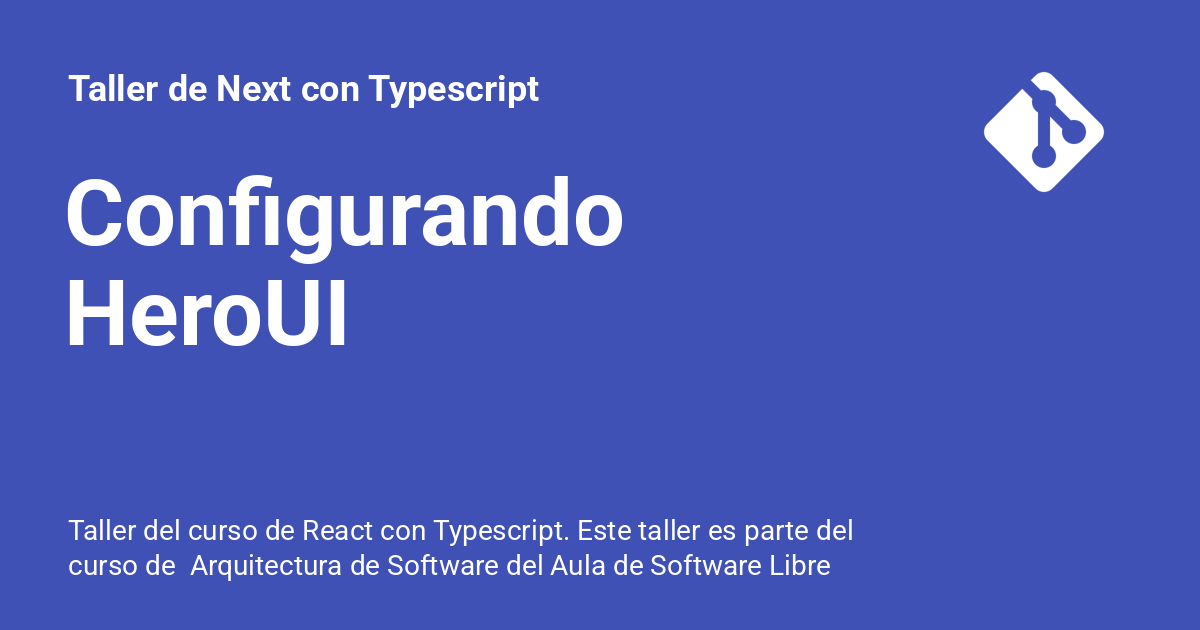 Taller de Next con Typescript
Configurando
HeroUI
Taller del curso de React con Typescript. Este taller es parte del
curso de  Arquitectura de Software del Aula de Software Libre